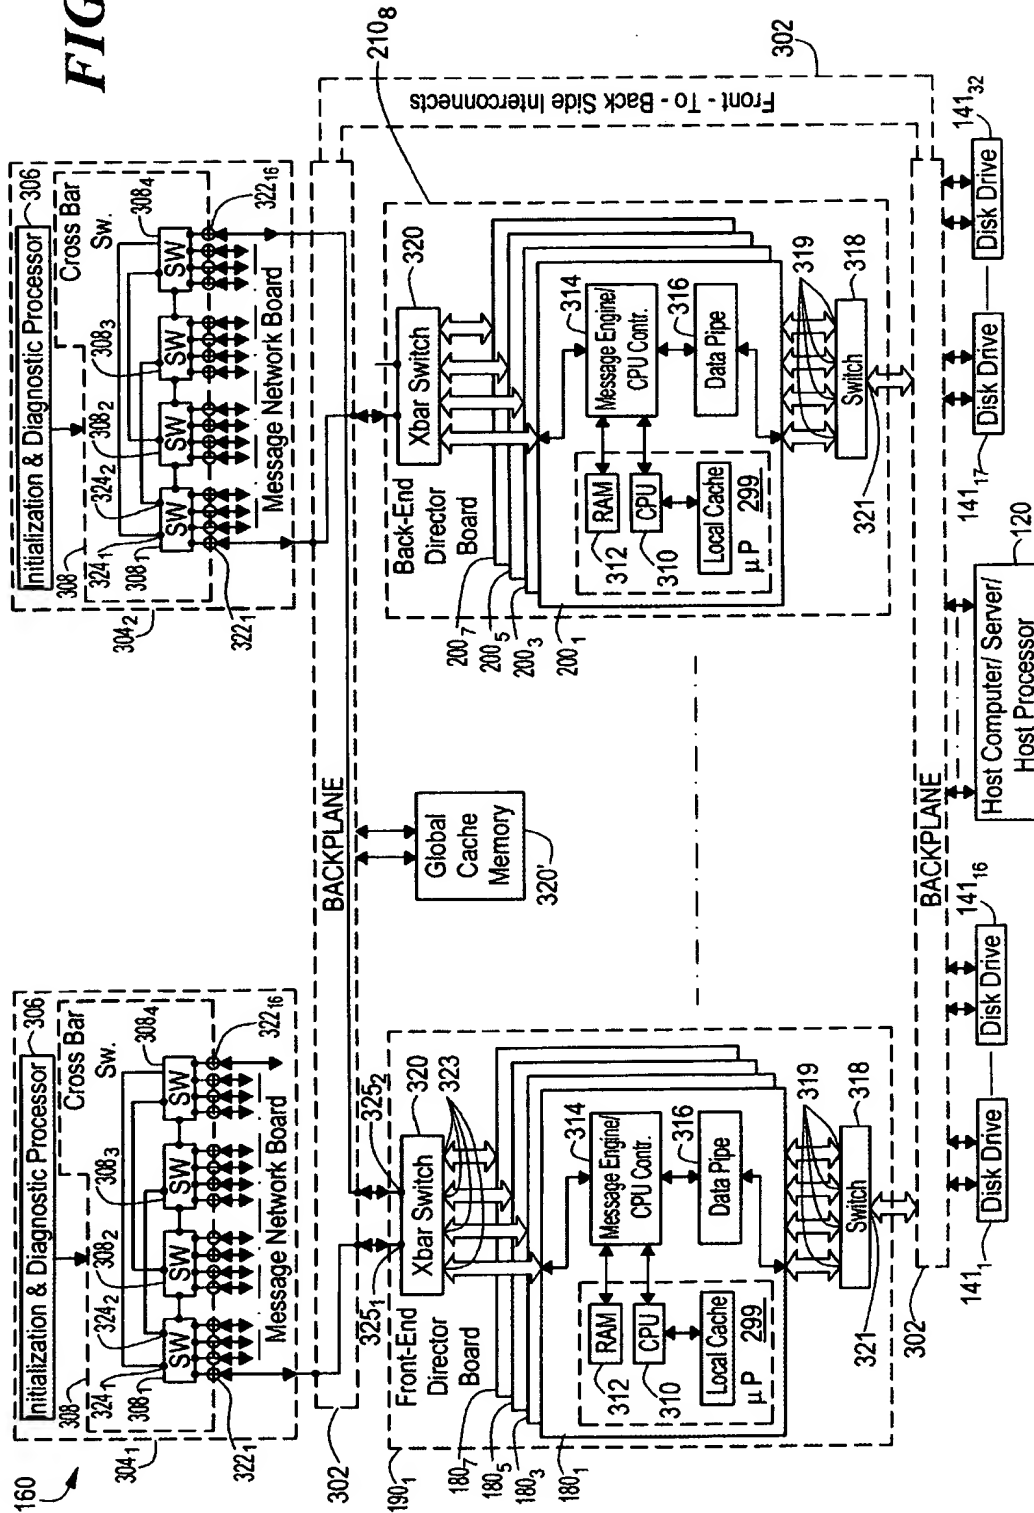 FIG
160
304₁
308
Initialization & Diagnostic Processor
306
Cross Bar
Sw.
324₁
324₂
308₁
308₂
308₃
308₄
SW
SW
SW
SW
322₁
322₁₆
Message Network Board
304₂
308
Initialization & Diagnostic Processor
306
Cross Bar
Sw.
324₁
324₂
308₁
308₂
308₃
308₄
SW
SW
SW
SW
322₁
322₁₆
Message Network Board
302
BACKPLANE
Front - To - Back Side Interconnects
302
190₁
Front-End
Director
Board
325₁
325₂
Xbar Switch
320
323
180₇
180₅
180₃
180₁
Message Engine/
CPU Contr.
314
RAM
312
CPU
310
Local Cache
µP 299
Data Pipe
316
319
Switch
318
321
Global
Cache
Memory
320'
210₈
Back-End
Director
Board
Xbar Switch
320
200₇
200₅
200₃
200₁
Message Engine/
CPU Contr.
314
RAM
312
CPU
310
Local Cache
µP 299
Data Pipe
316
319
Switch
318
321
302
BACKPLANE
141₁
Disk Drive
Disk Drive
141₁₆
Host Computer/ Server/
Host Processor
120
141₁₇
Disk Drive
Disk Drive
141₃₂